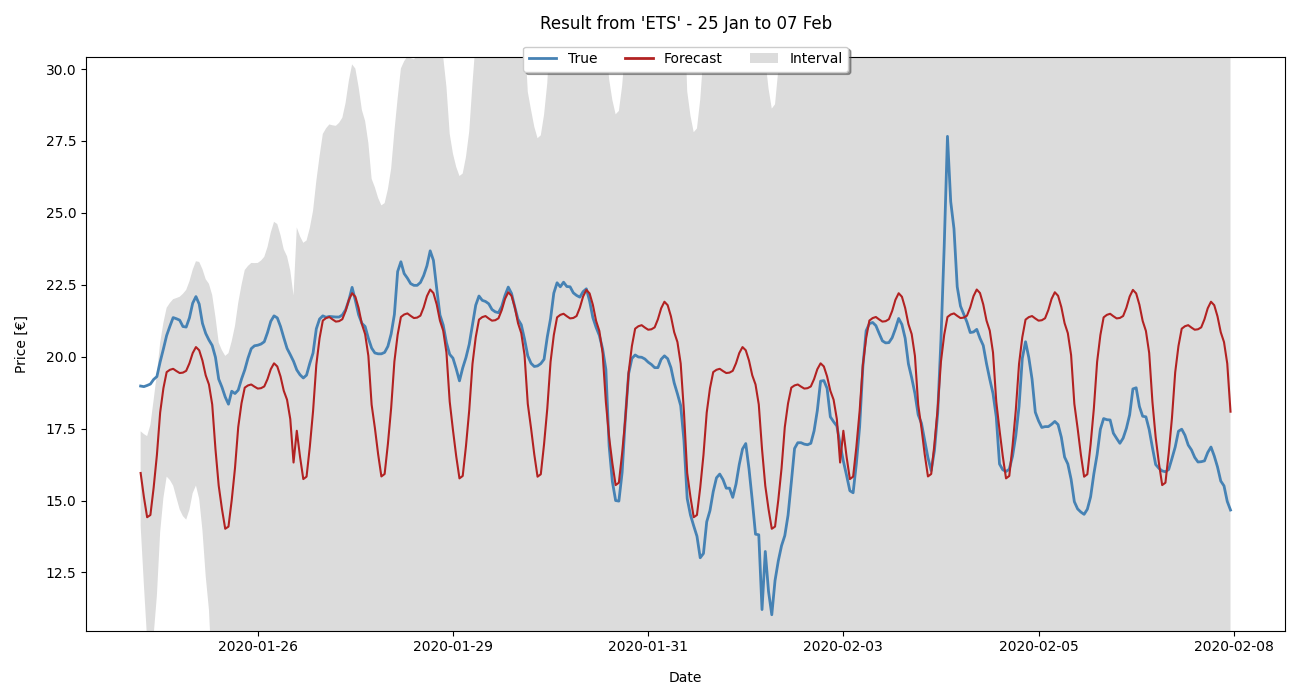 Result from 'ETS' - 25 Jan to 07 Feb
True Forecast Interval
30.0
27.5
25.0
22.5
20.0
17.5
15.0
12.5
Price [€]
2020-01-26 2020-01-29 2020-01-31 2020-02-03 2020-02-05 2020-02-08
Date